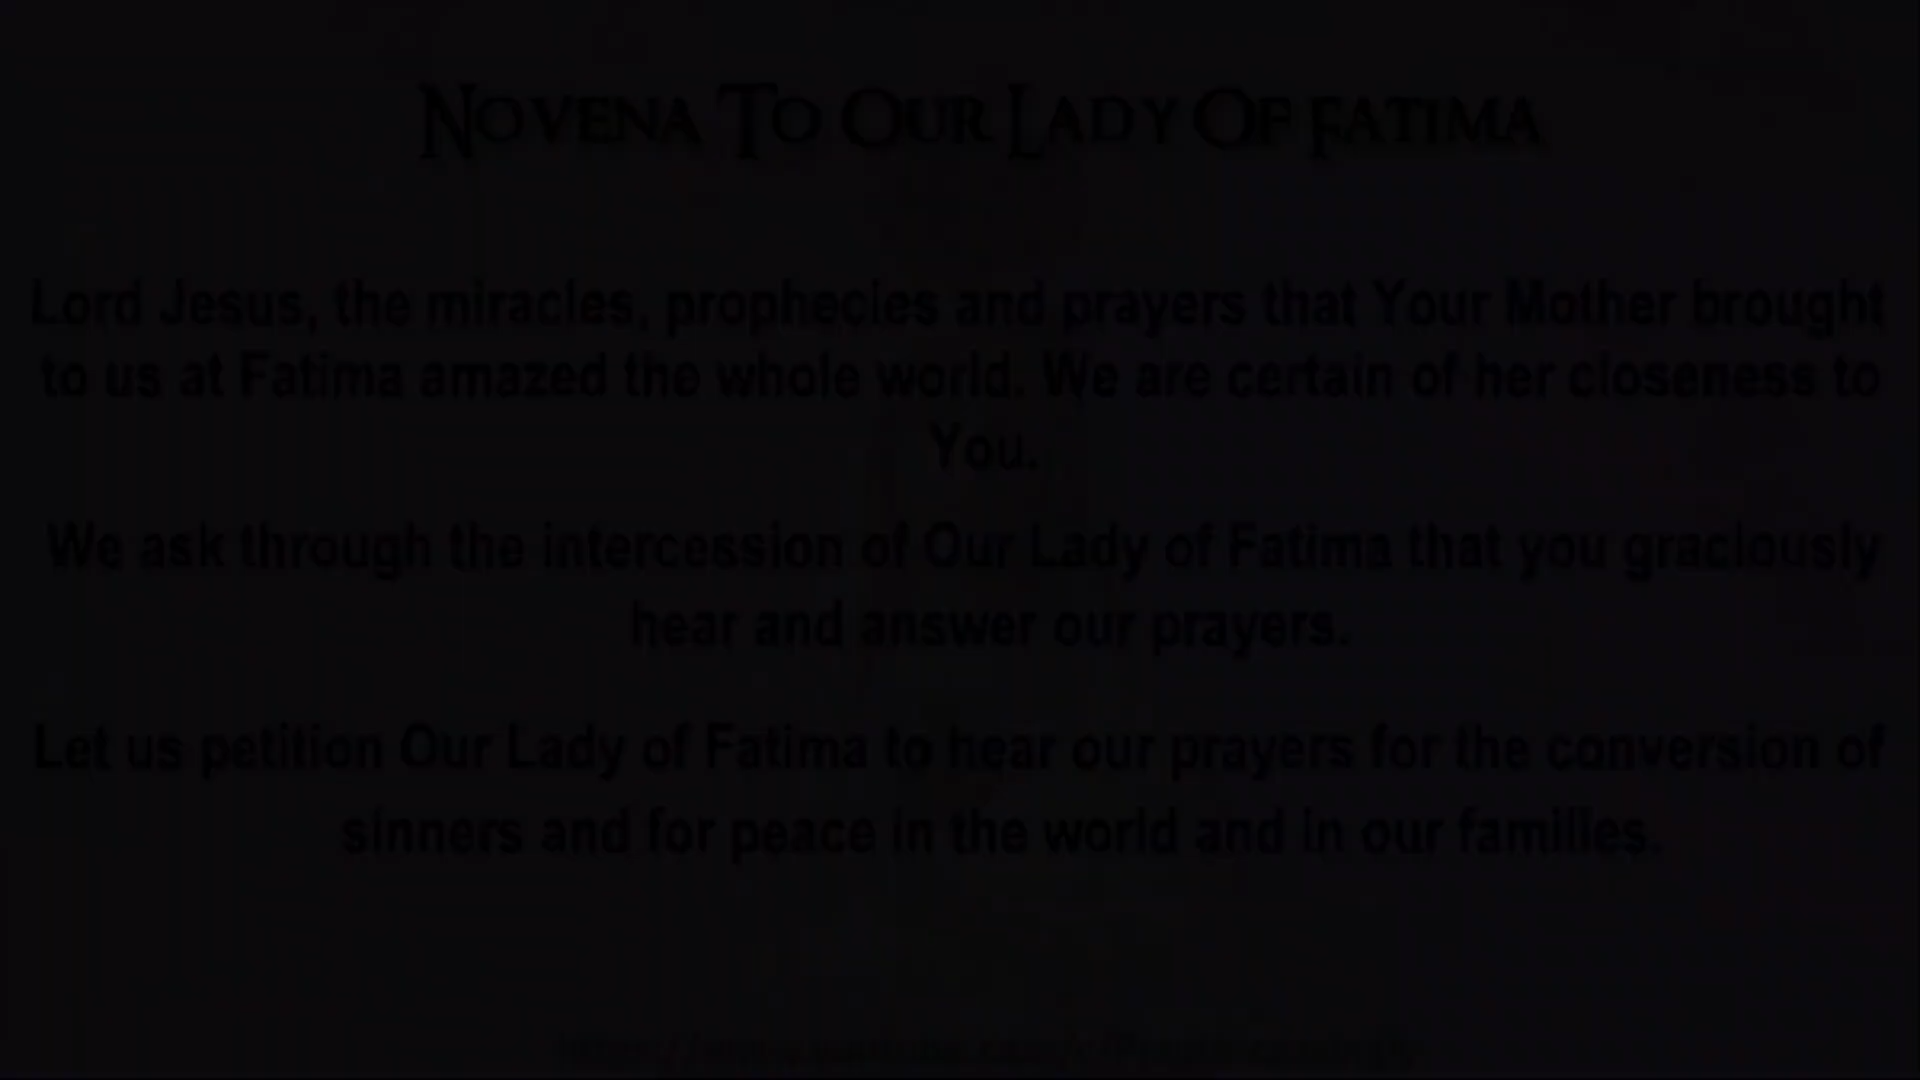 Novena To Our Lady Of Fatima
Lord Jesus, the miracles, prophecies and prayers that Your Mother brought
to us at Fatima amazed the whole world. We are certain of her closeness to
You.
We ask through the intercession of Our Lady of Fatima that you graciously
hear and answer our prayers.
Let us petition Our Lady of Fatima to hear our prayers for the conversion of
sinners and for peace in the world and in our families.